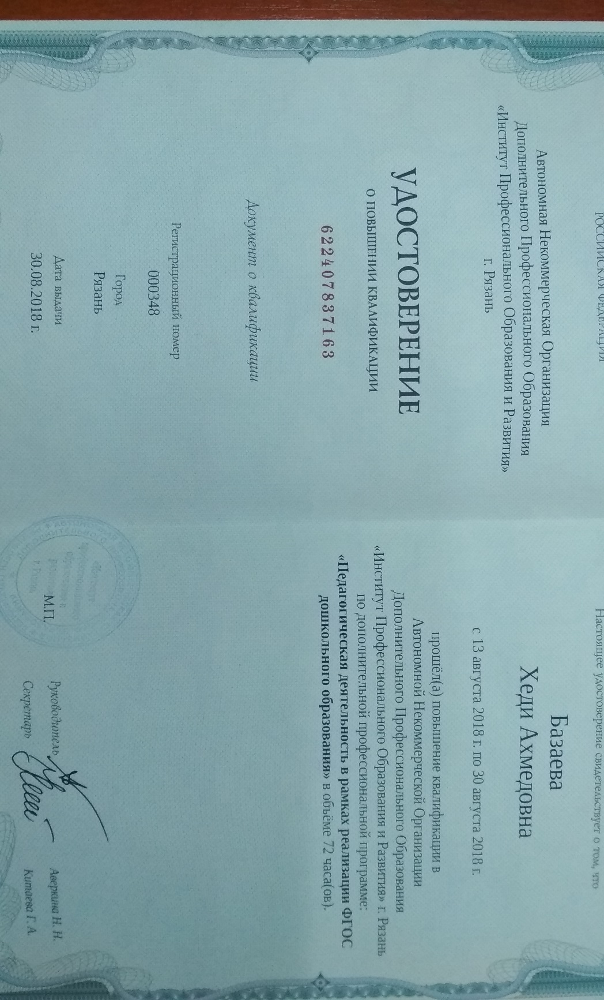 РОССИЙСКАЯ ФЕДЕРАЦИЯ
Автономная Некоммерческая Организация
Дополнительного Профессионального Образования
«Институт Профессионального Образования и Развития»
г. Рязань
УДОСТОВЕРЕНИЕ
О ПОВЫШЕНИИ КВАЛИФИКАЦИИ
622407837163
Документ о квалификации
Регистрационный номер
000348
Город
Рязань
Дата выдачи
30.08.2018 г.
Настоящее удостоверение свидетельствует о том, что
Базаева
Хеди Ахмедовна
с 13 августа 2018 г. по 30 августа 2018 г.
прошёл(а) повышение квалификации в
Автономной Некоммерческой Организации
Дополнительного Профессионального Образования
«Институт Профессионального Образования и Развития» г. Рязань
по дополнительной профессиональной программе:
«Педагогическая деятельность в рамках реализации ФГОС
дошкольного образования» в объёме 72 часа(ов).
М.П.
Руководитель Аверкина Н. Н.
Секретарь Китаева Г. А.